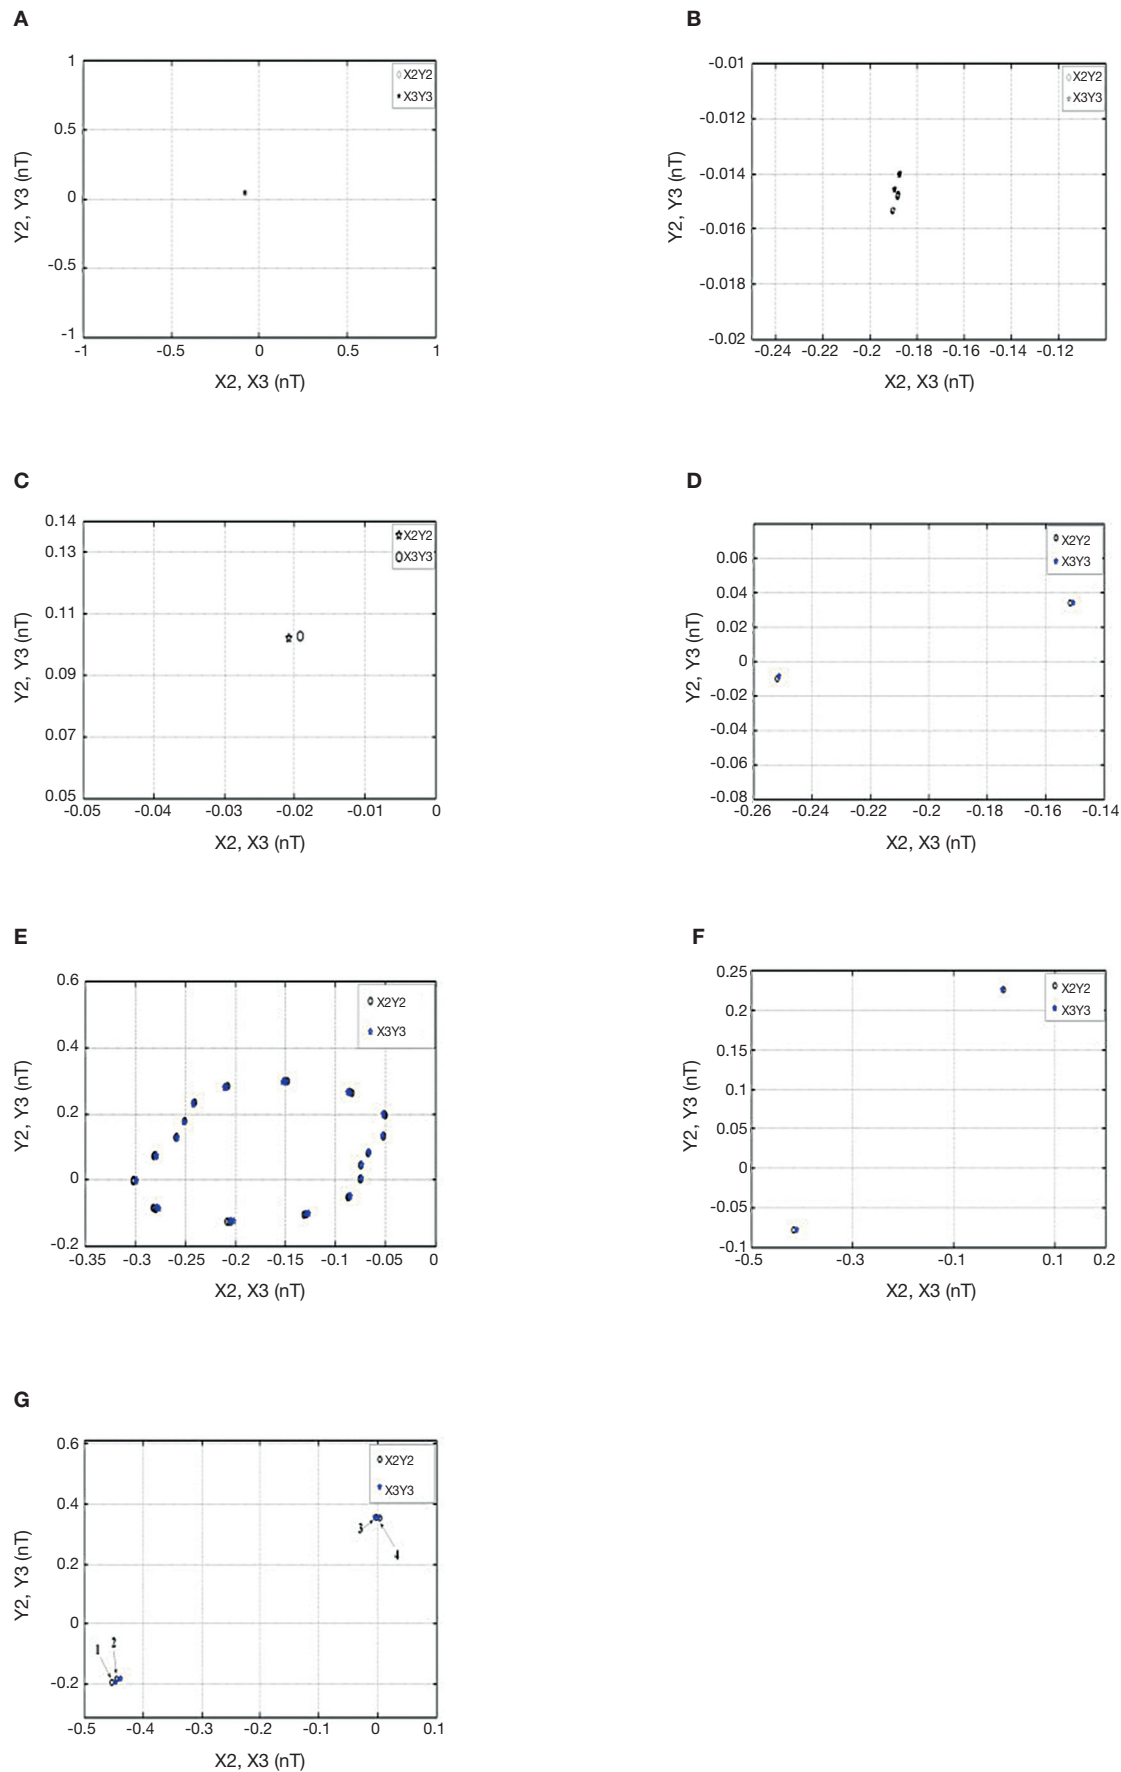 A
1
0.5
0
-0.5
-1
-1 -0.5 0 0.5 1
X2Y2
X3Y3
Y2, Y3 (nT)
X2, X3 (nT)
B
-0.01
-0.012
-0.014
-0.016
-0.018
-0.02
-0.24 -0.22 -0.2 -0.18 -0.16 -0.14 -0.12
X2Y2
X3Y3
Y2, Y3 (nT)
X2, X3 (nT)
C
0.14
0.13
0.11
0.09
0.07
0.05
-0.05 -0.04 -0.03 -0.02 -0.01 0
X2Y2
X3Y3
Y2, Y3 (nT)
X2, X3 (nT)
D
0.06
0.04
0.02
0
-0.02
-0.04
-0.06
-0.08
-0.26 -0.24 -0.22 -0.2 -0.18 -0.16 -0.14
X2Y2
X3Y3
Y2, Y3 (nT)
X2, X3 (nT)
E
0.6
0.4
0.2
0
-0.2
-0.35 -0.3 -0.25 -0.2 -0.15 -0.1 -0.05 0
X2Y2
X3Y3
Y2, Y3 (nT)
X2, X3 (nT)
F
0.25
0.2
0.15
0.1
0.05
0
-0.05
-0.1
-0.5 -0.3 -0.1 0.1 0.2
X2Y2
X3Y3
Y2, Y3 (nT)
X2, X3 (nT)
G
0.6
0.4
0.2
0
-0.2
-0.5 -0.4 -0.3 -0.2 -0.1 0 0.1
X2Y2
X3Y3
3
4
1
2
Y2, Y3 (nT)
X2, X3 (nT)